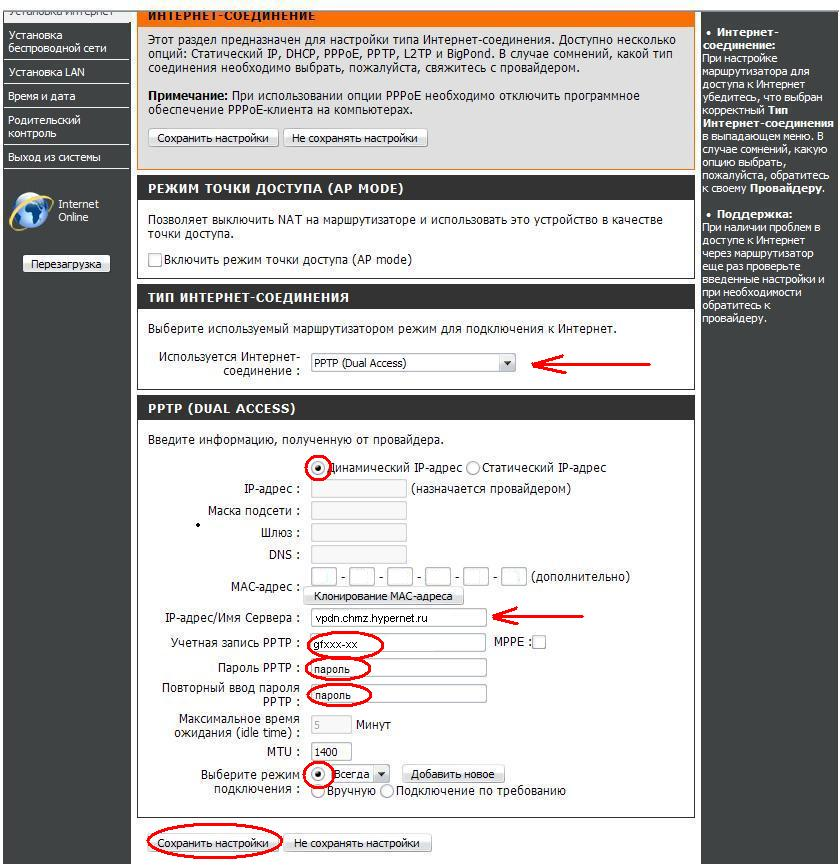 Установка Интернет
Установка
беспроводной сети
Установка LAN
Время и дата
Родительский
контроль
Выход из системы
Internet
Online
Перезагрузка
ИНТЕРНЕТ-СОЕДИНЕНИЕ
Этот раздел предназначен для настройки типа Интернет-соединения. Доступно несколько
опций: Статический IP, DHCP, PPPoE, PPTP, L2TP и BigPond. В случае сомнений, какой тип
соединения необходимо выбрать, пожалуйста, свяжитесь с провайдером.
Примечание: При использовании опции PPPoE необходимо отключить программное
обеспечение PPPoE-клиента на компьютерах.
Сохранить настройки Не сохранять настройки
РЕЖИМ ТОЧКИ ДОСТУПА (AP MODE)
Позволяет выключить NAT на маршрутизаторе и использовать это устройство в качестве
точки доступа.
Включить режим точки доступа (AP mode)
ТИП ИНТЕРНЕТ-СОЕДИНЕНИЯ
Выберите используемый маршрутизатором режим для подключения к Интернет.
Используется Интернет-
соединение : PPTP (Dual Access)
PPTP (DUAL ACCESS)
Введите информацию, полученную от провайдера.
Динамический IP-адрес Статический IP-адрес
IP-адрес : (назначается провайдером)
Маска подсети :
Шлюз :
DNS :
MAC-адрес : - - - - - (дополнительно)
Клонирование MAC-адреса
IP-адрес/Имя Сервера : vpdn.chmz.hypernet.ru
Учетная запись PPTP : gfxxx-xx MPPE :
Пароль PPTP : пароль
Повторный ввод пароля
PPTP : пароль
Максимальное время
ожидания (idle time) : 5 Минут
MTU : 1400
Выберите режим
подключения : Всегда Добавить новое
Вручную Подключение по требованию
Сохранить настройки Не сохранять настройки
• Интернет-
соединение:
При настройке
маршрутизатора для
доступа к Интернет
убедитесь, что выбран
корректный Тип
Интернет-соединения
в выпадающем меню. В
случае сомнений, какую
опцию выбрать,
пожалуйста, обратитесь
к своему Провайдеру.
• Поддержка:
При наличии проблем в
доступе к Интернет
через маршрутизатор
еще раз проверьте
введенные настройки и
при необходимости
обратитесь к
провайдеру.